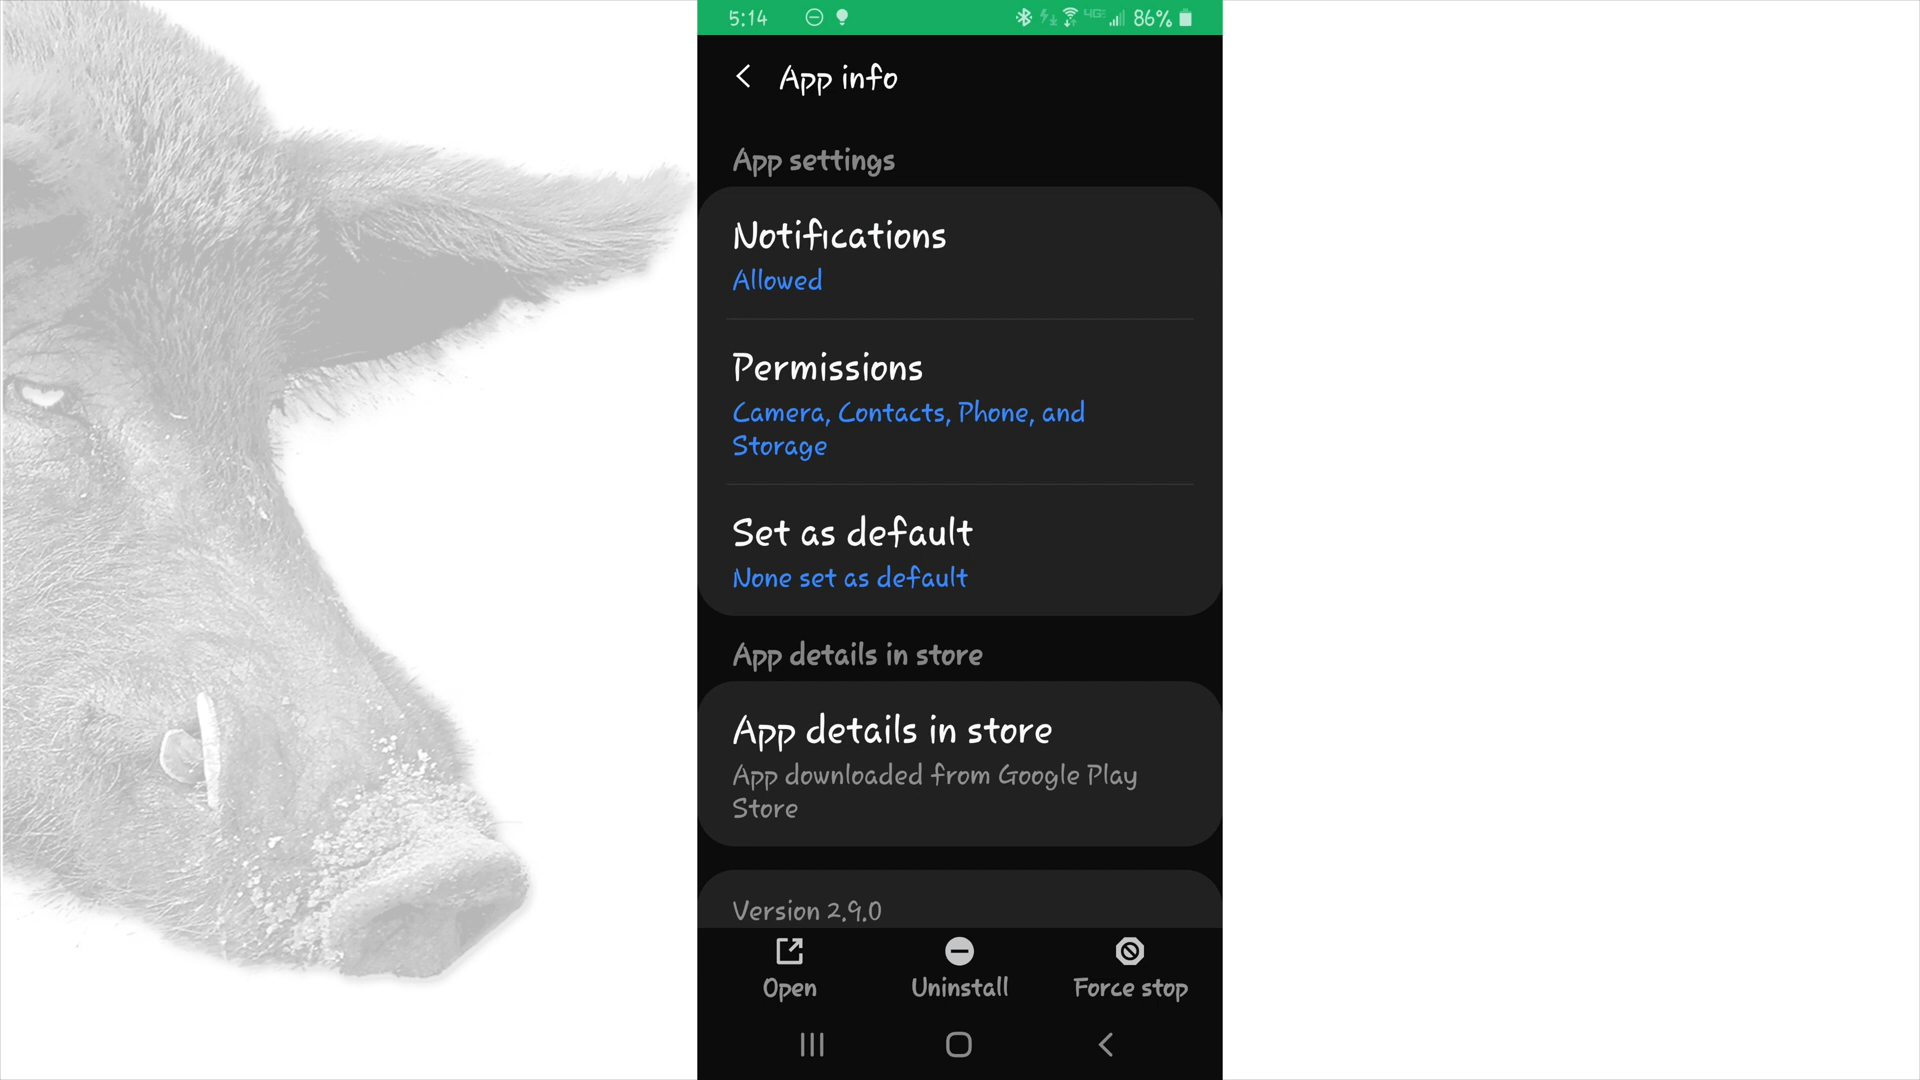 5:14 4GE 86%
App info
App settings
Notifications
Allowed
Permissions
Camera, Contacts, Phone, and
Storage
Set as default
None set as default
App details in store
App details in store
App downloaded from Google Play
Store
Version 2.9.0
Open Uninstall Force stop